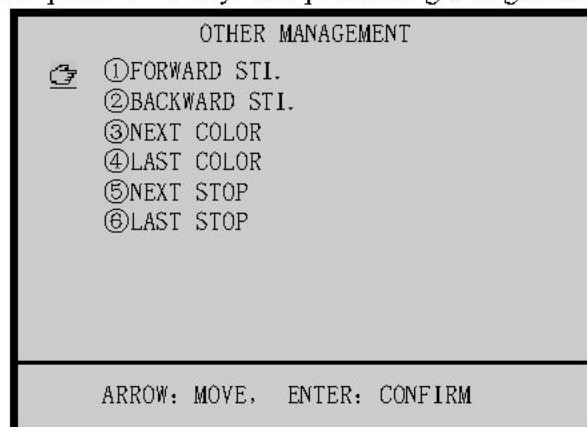 OTHER MANAGEMENT
①FORWARD STI.
②BACKWARD STI.
③NEXT COLOR
④LAST COLOR
⑤NEXT STOP
⑥LAST STOP
ARROW: MOVE, ENTER: CONFIRM